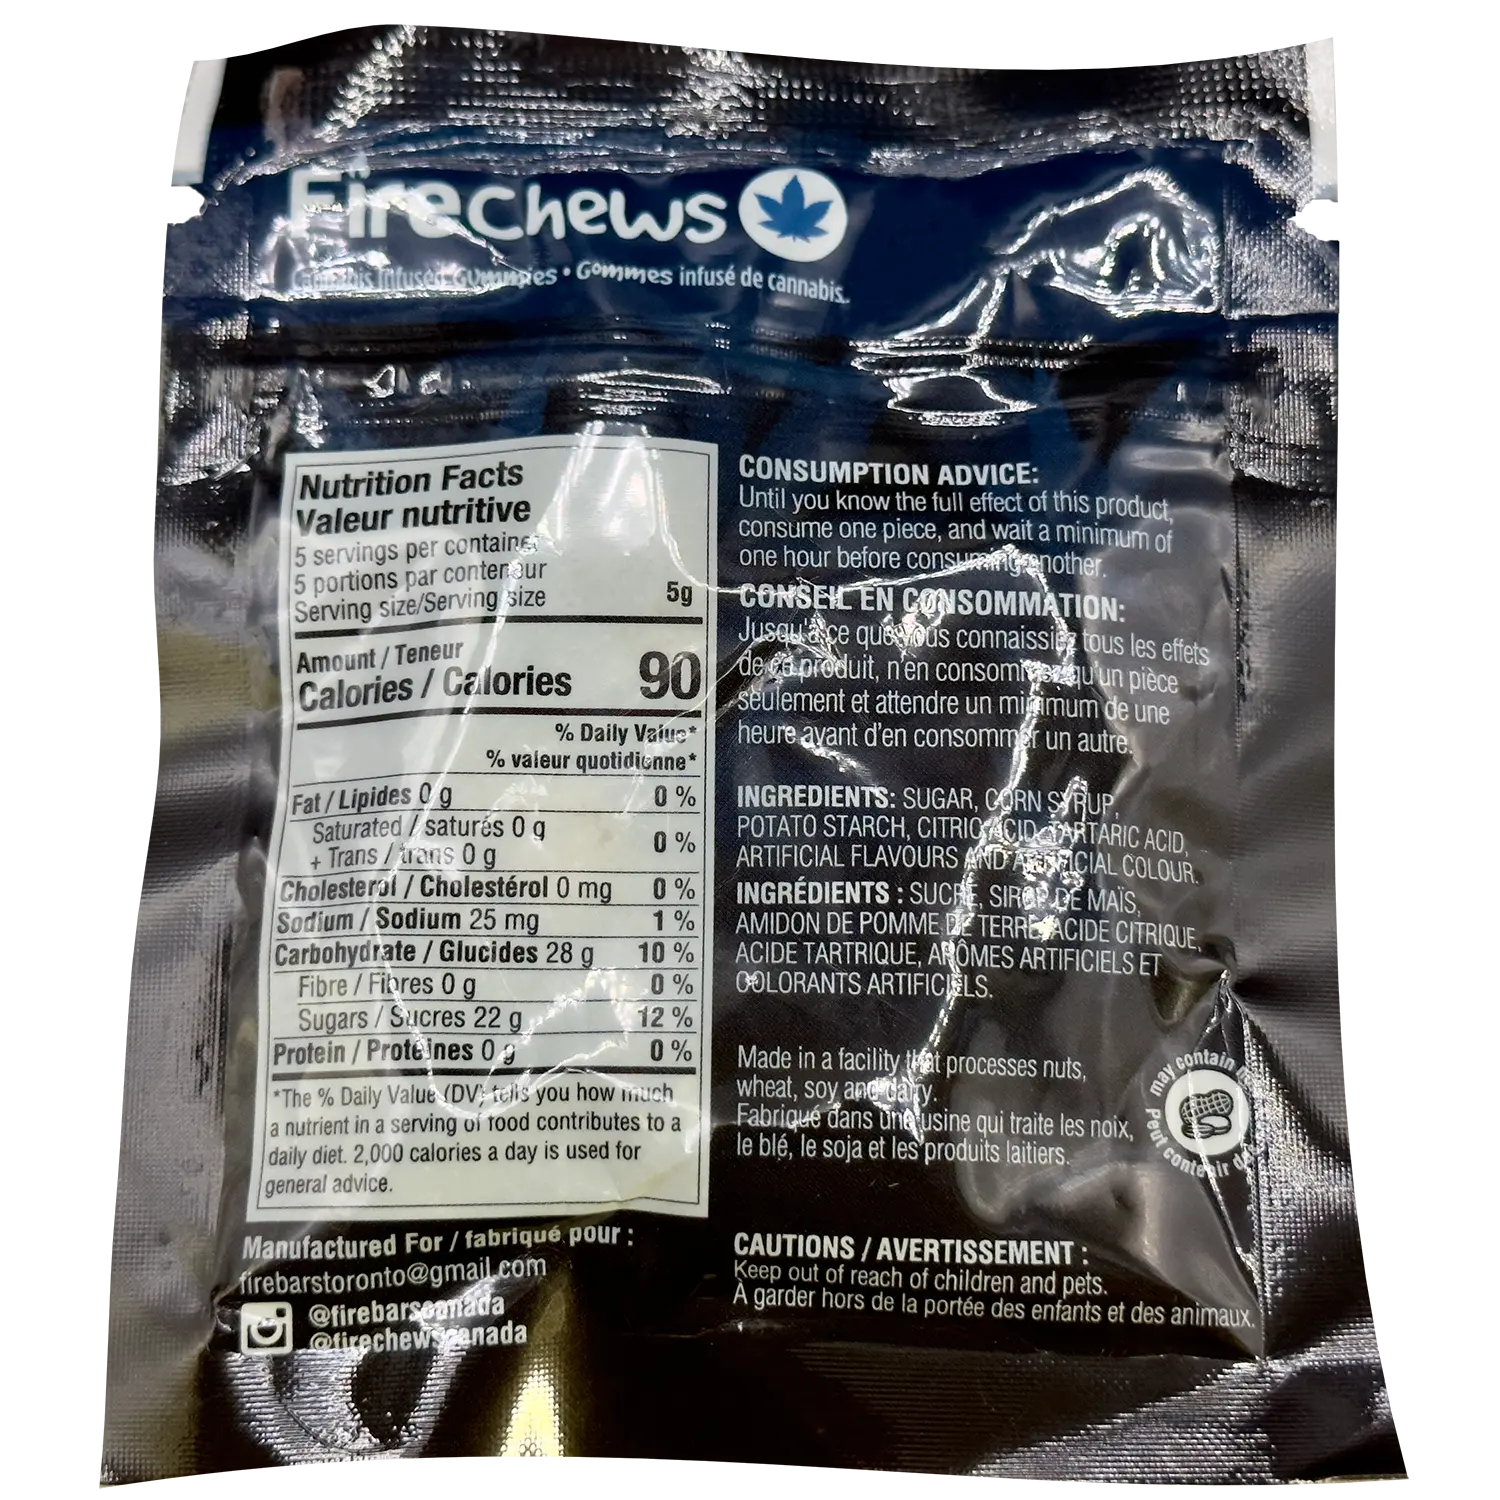 Firechews
Cannabis Infused Gummies • Gommes infusé de cannabis.
Nutrition Facts
Valeur nutritive
5 servings per container
5 portions par conteneur
Serving size/Serving size 5g
Amount / Teneur
Calories / Calories 90
% Daily Value*
% valeur quotidienne*
Fat / Lipides 0 g 0 %
Saturated / saturés 0 g
+ Trans / trans 0 g 0 %
Cholesterol / Cholestérol 0 mg 0 %
Sodium / Sodium 25 mg 1 %
Carbohydrate / Glucides 28 g 10 %
Fibre / Fibres 0 g 0 %
Sugars / Sucres 22 g 12 %
Protein / Protéines 0 g 0 %
*The % Daily Value (DV) tells you how much
a nutrient in a serving of food contributes to a
daily diet. 2,000 calories a day is used for
general advice.
Manufactured For / fabriqué pour :
firebarstoronto@gmail.com
@firebarscanada
@firechewscanada
CONSUMPTION ADVICE:
Until you know the full effect of this product,
consume one piece, and wait a minimum of
one hour before consuming another.
CONSEIL EN CONSOMMATION:
Jusqu'à ce que vous connaissiez tous les effets
de ce produit, n'en consommez qu'un pièce
seulement et attendre un minimum de une
heure avant d'en consommer un autre.
INGREDIENTS: SUGAR, CORN SYRUP,
POTATO STARCH, CITRIC ACID, TARTARIC ACID,
ARTIFICIAL FLAVOURS AND ARTIFICIAL COLOUR.
INGRÉDIENTS : SUCRE, SIROP DE MAÏS,
AMIDON DE POMME DE TERRE, ACIDE CITRIQUE,
ACIDE TARTRIQUE, ARÔMES ARTIFICIELS ET
COLORANTS ARTIFICIELS.
Made in a facility that processes nuts,
wheat, soy and dairy.
Fabriqué dans une usine qui traite les noix,
le blé, le soja et les produits laitiers.
may contain
Peut contenir
CAUTIONS / AVERTISSEMENT :
Keep out of reach of children and pets.
À garder hors de la portée des enfants et des animaux.